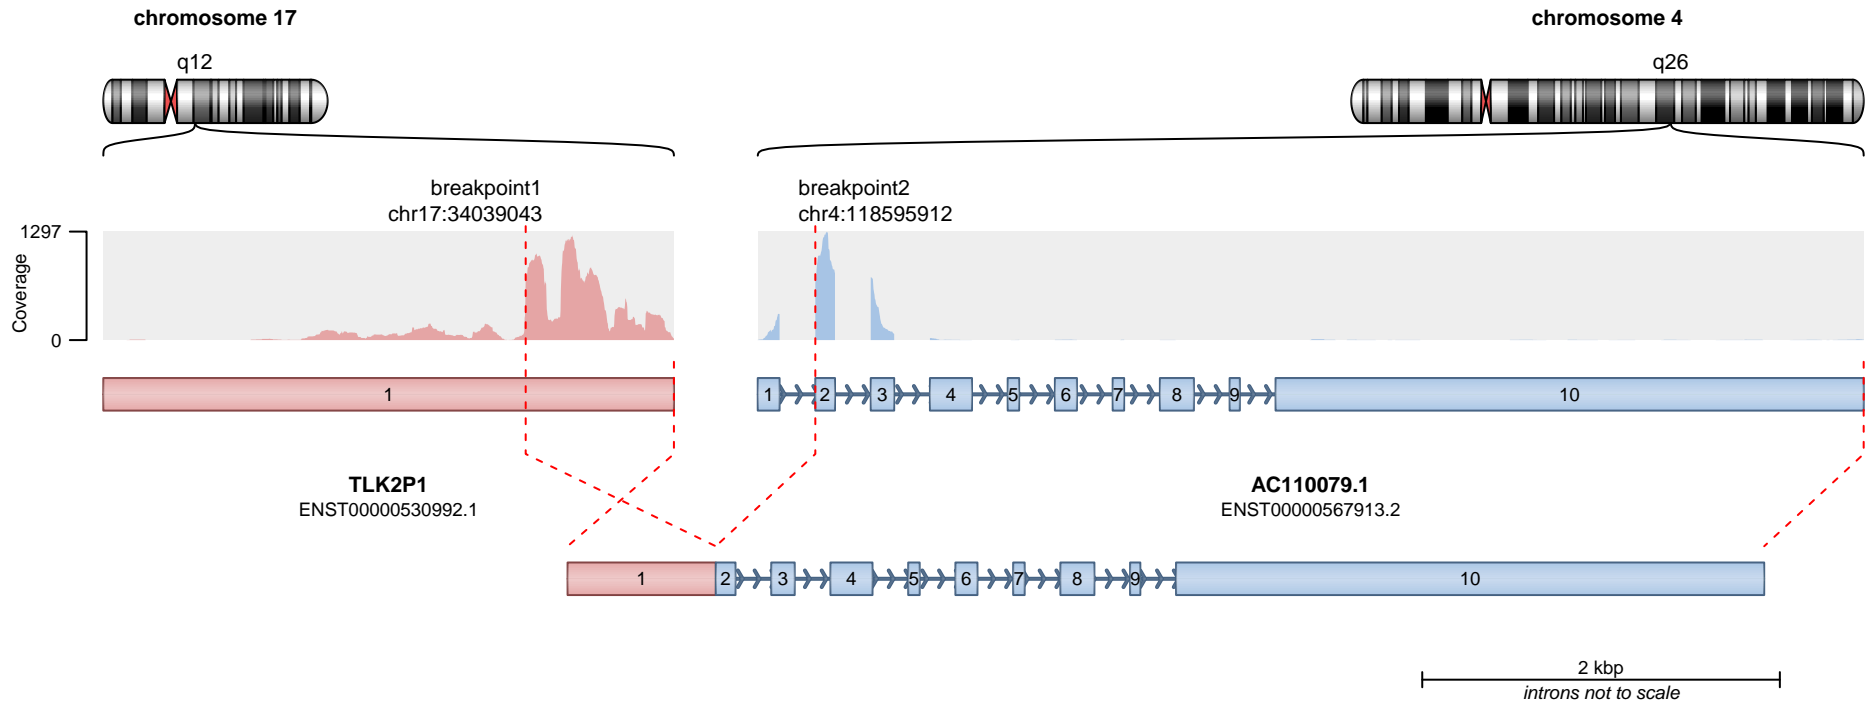 chromosome 17
chromosome 4
q12
q26
breakpoint1
chr17:34039043
breakpoint2
chr4:118595912
1297
Coverage
0
1
1 2 3 4 5 6 7 8 9 10
TLK2P1
ENST00000530992.1
AC110079.1
ENST00000567913.2
1 2 3 4 5 6 7 8 9 10
2 kbp
introns not to scale